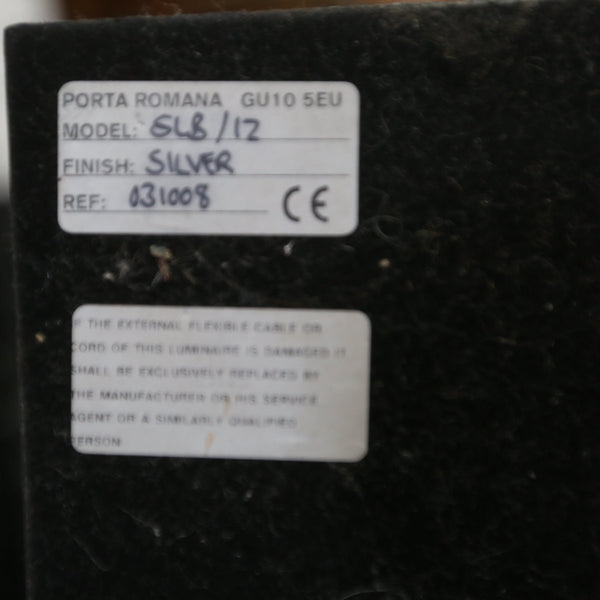 PORTA ROMANA GU10 5EU
MODEL: GLB/12
FINISH: SILVER
REF: 031008 CE
IF THE EXTERNAL FLEXIBLE CABLE OR
CORD OF THIS LUMINAIRE IS DAMAGED IT
SHALL BE EXCLUSIVELY REPLACED BY
THE MANUFACTURER OR HIS SERVICE
AGENT OR A SIMILARLY QUALIFIED
PERSON